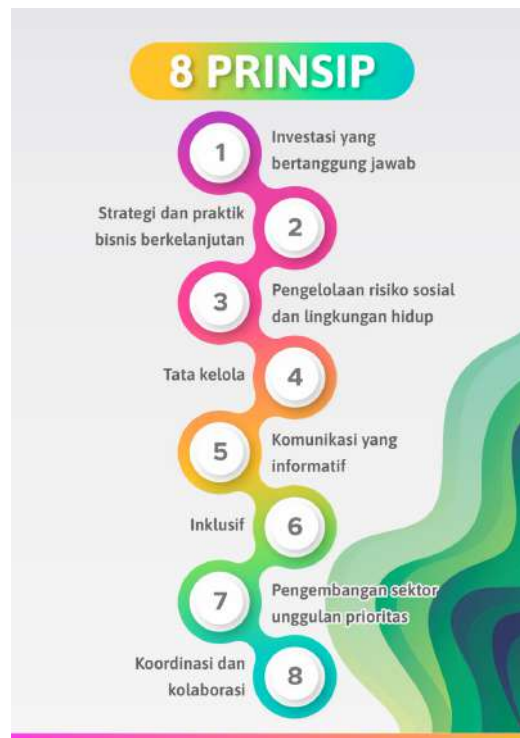 8 PRINSIP
1
Investasi yang
bertanggung jawab
Strategi dan praktik
bisnis berkelanjutan
2
3
Pengelolaan risiko sosial
dan lingkungan hidup
Tata kelola
4
5
Komunikasi yang
informatif
Inklusif
6
7
Pengembangan sektor
unggulan prioritas
Koordinasi dan
kolaborasi
8